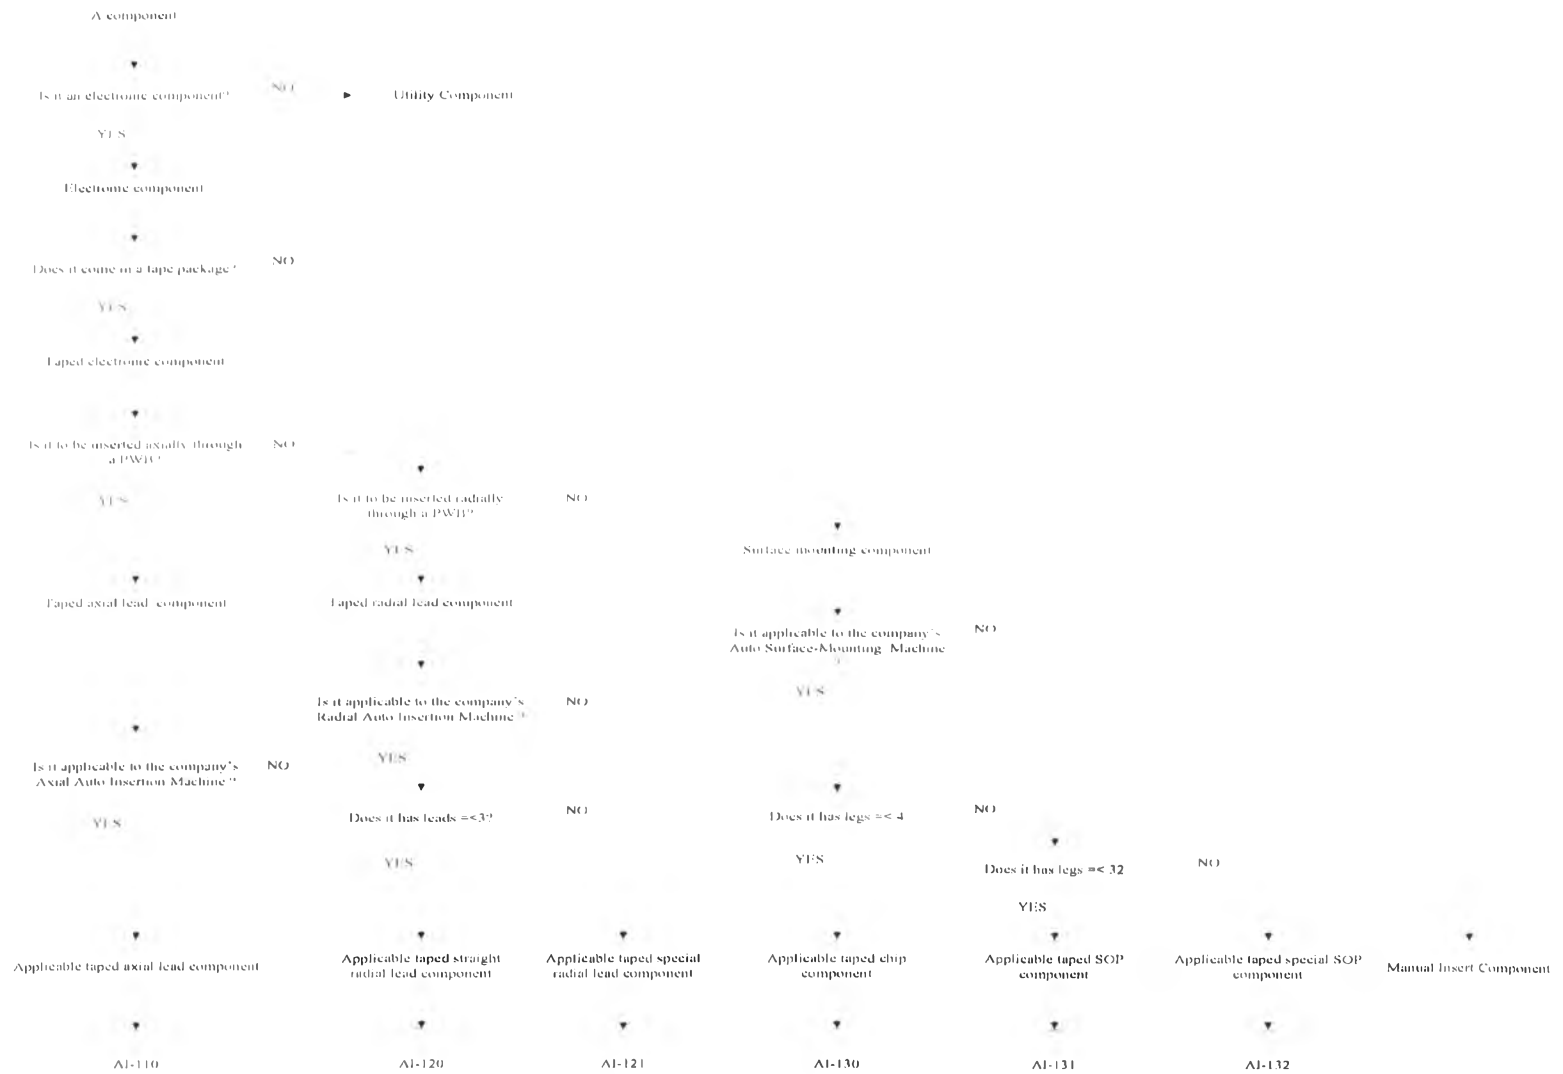 A component
Is it an electronic component?
NO
Utility Component
YES
Electronic component
Does it come in a tape package?
NO
YES
Taped electronic component
Is it to be inserted axially through
a PWB?
NO
YES
Is it to be inserted radially
through a PWB?
NO
YES
Surface mounting component
Taped axial lead component
Taped radial lead component
Is it applicable to the company's
Auto Surface-Mounting Machine
?
NO
YES
Is it applicable to the company's
Radial Auto Insertion Machine?
NO
YES
Is it applicable to the company's
Axial Auto Insertion Machine?
NO
YES
Does it has leads =<3?
NO
YES
Does it has legs =< 4
NO
YES
Does it has legs =< 32
NO
YES
Applicable taped axial lead component
Applicable taped straight
radial lead component
Applicable taped special
radial lead component
Applicable taped chip
component
Applicable taped SOP
component
Applicable taped special SOP
component
Manual Insert Component
AI-110
AI-120
AI-121
AI-130
AI-131
AI-132